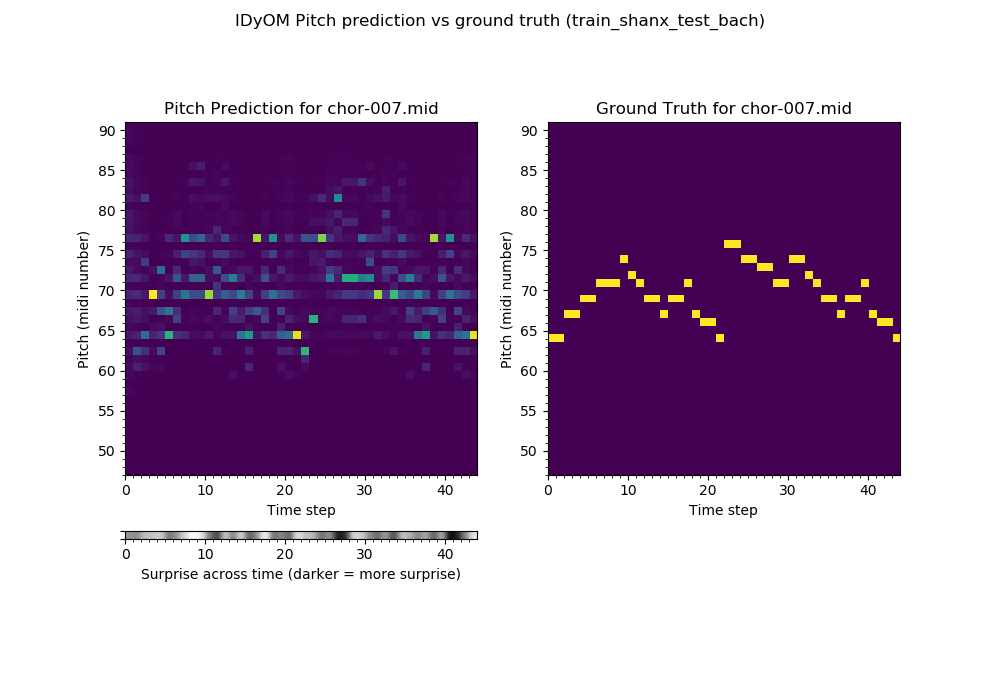 IDyOM Pitch prediction vs ground truth (train_shanx_test_bach)
Pitch Prediction for chor-007.mid
Pitch (midi number)
90
85
80
75
70
65
60
55
50
0 10 20 30 40
Time step
0 10 20 30 40
Surprise across time (darker = more surprise)
Ground Truth for chor-007.mid
Pitch (midi number)
90
85
80
75
70
65
60
55
50
0 10 20 30 40
Time step